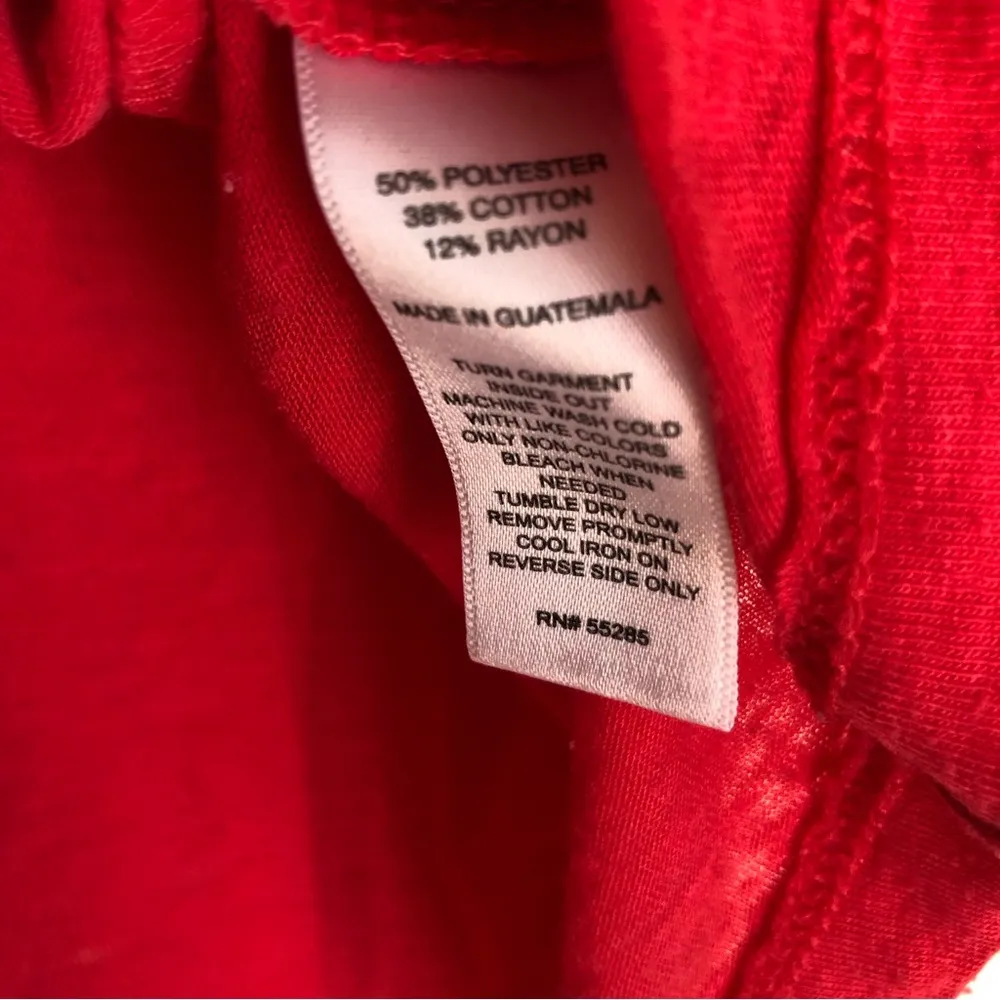 50% POLYESTER
38% COTTON
12% RAYON
MADE IN GUATEMALA
TURN GARMENT
INSIDE OUT
MACHINE WASH COLD
WITH LIKE COLORS
ONLY NON-CHLORINE
BLEACH WHEN
NEEDED
TUMBLE DRY LOW
REMOVE PROMPTLY
COOL IRON ON
REVERSE SIDE ONLY
RN# 55285